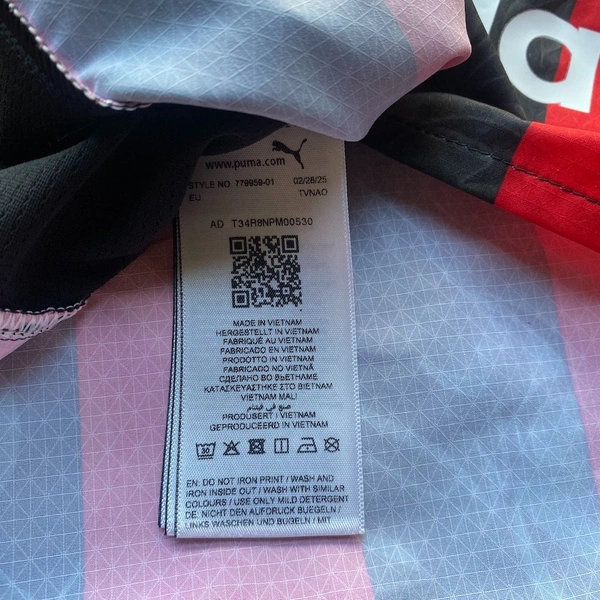 www.puma.com
STYLE NO. 779959-01 02/28/25
EU TVNAO
AD T34R9NPM00530
MADE IN VIETNAM
HERGESTELLT IN VIETNAM
FABRIQUÉ AU VIETNAM
FABRICADO EN VIETNAM
PRODOTTO IN VIETNAM
FABRICADO NO VIETNÃ
СДЕЛАНО ВО ВЬЕТНАМЕ
ΚΑΤΑΣΚΕΥΑΣΤΗΚΕ ΣΤΟ ΒΙΕΤΝΑΜ
VIETNAM MALI
صنع في فيتنام
PRODUSERT I VIETNAM
GEPRODUCEERD IN VIETNAM
30
EN: DO NOT IRON PRINT / WASH AND
IRON INSIDE OUT / WASH WITH SIMILAR
COLOURS / USE ONLY MILD DETERGENT
DE: NICHT DEN AUFDRUCK BUEGELN /
LINKS WASCHEN UND BUGELN / MIT